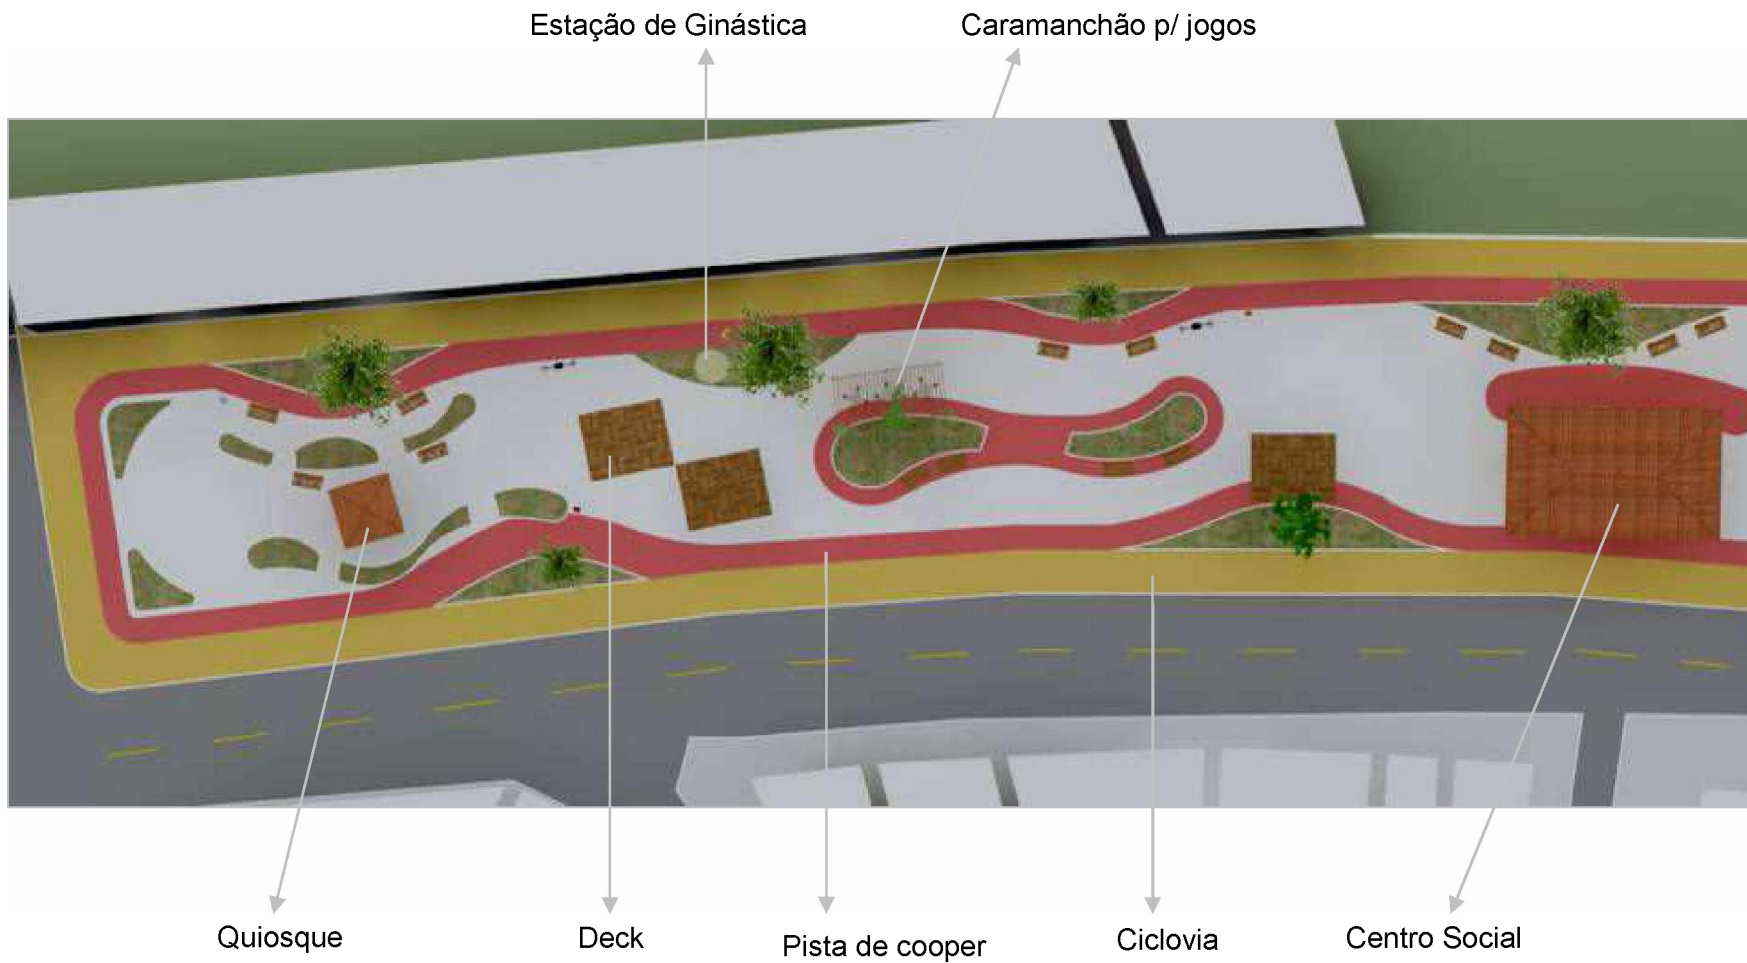 Estação de Ginástica
Caramanchão p/ jogos
Quiosque
Deck
Pista de cooper
Ciclovia
Centro Social